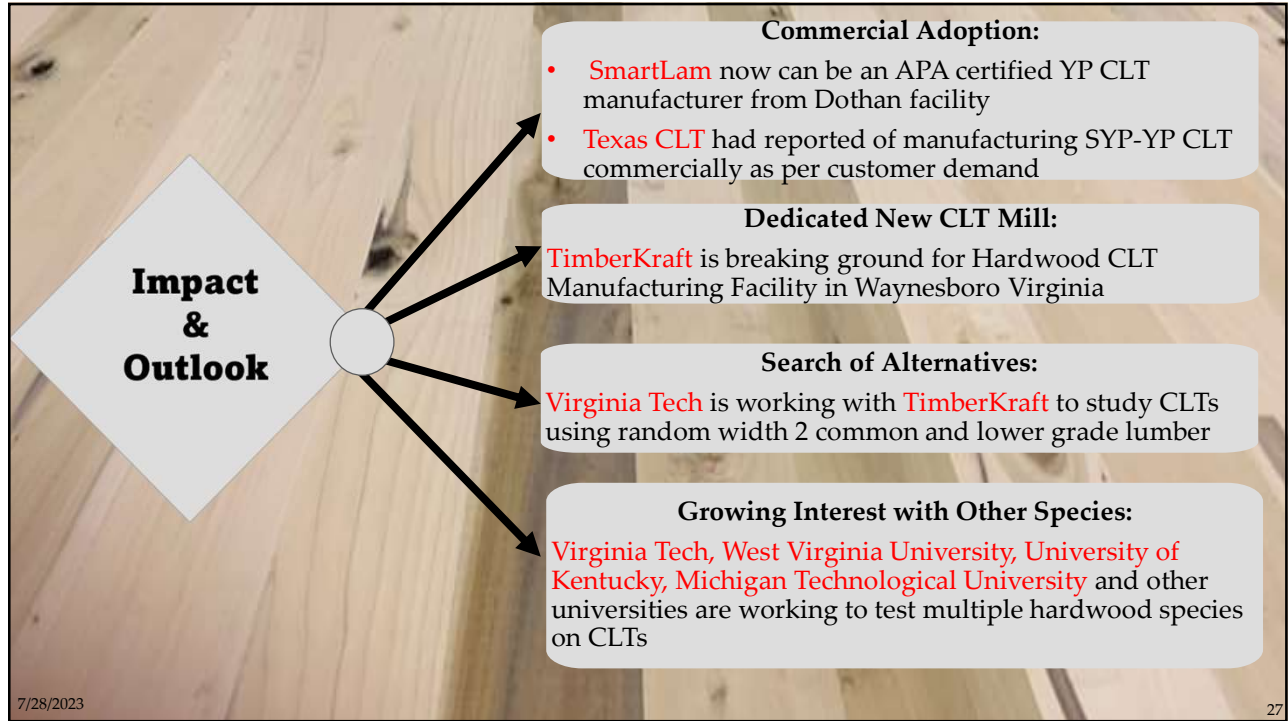 Impact
&
Outlook
Commercial Adoption:
• SmartLam now can be an APA certified YP CLT
manufacturer from Dothan facility
• Texas CLT had reported of manufacturing SYP-YP CLT
commercially as per customer demand
Dedicated New CLT Mill:
TimberKraft is breaking ground for Hardwood CLT
Manufacturing Facility in Waynesboro Virginia
Search of Alternatives:
Virginia Tech is working with TimberKraft to study CLTs
using random width 2 common and lower grade lumber
Growing Interest with Other Species:
Virginia Tech, West Virginia University, University of
Kentucky, Michigan Technological University and other
universities are working to test multiple hardwood species
on CLTs
7/28/2023
27